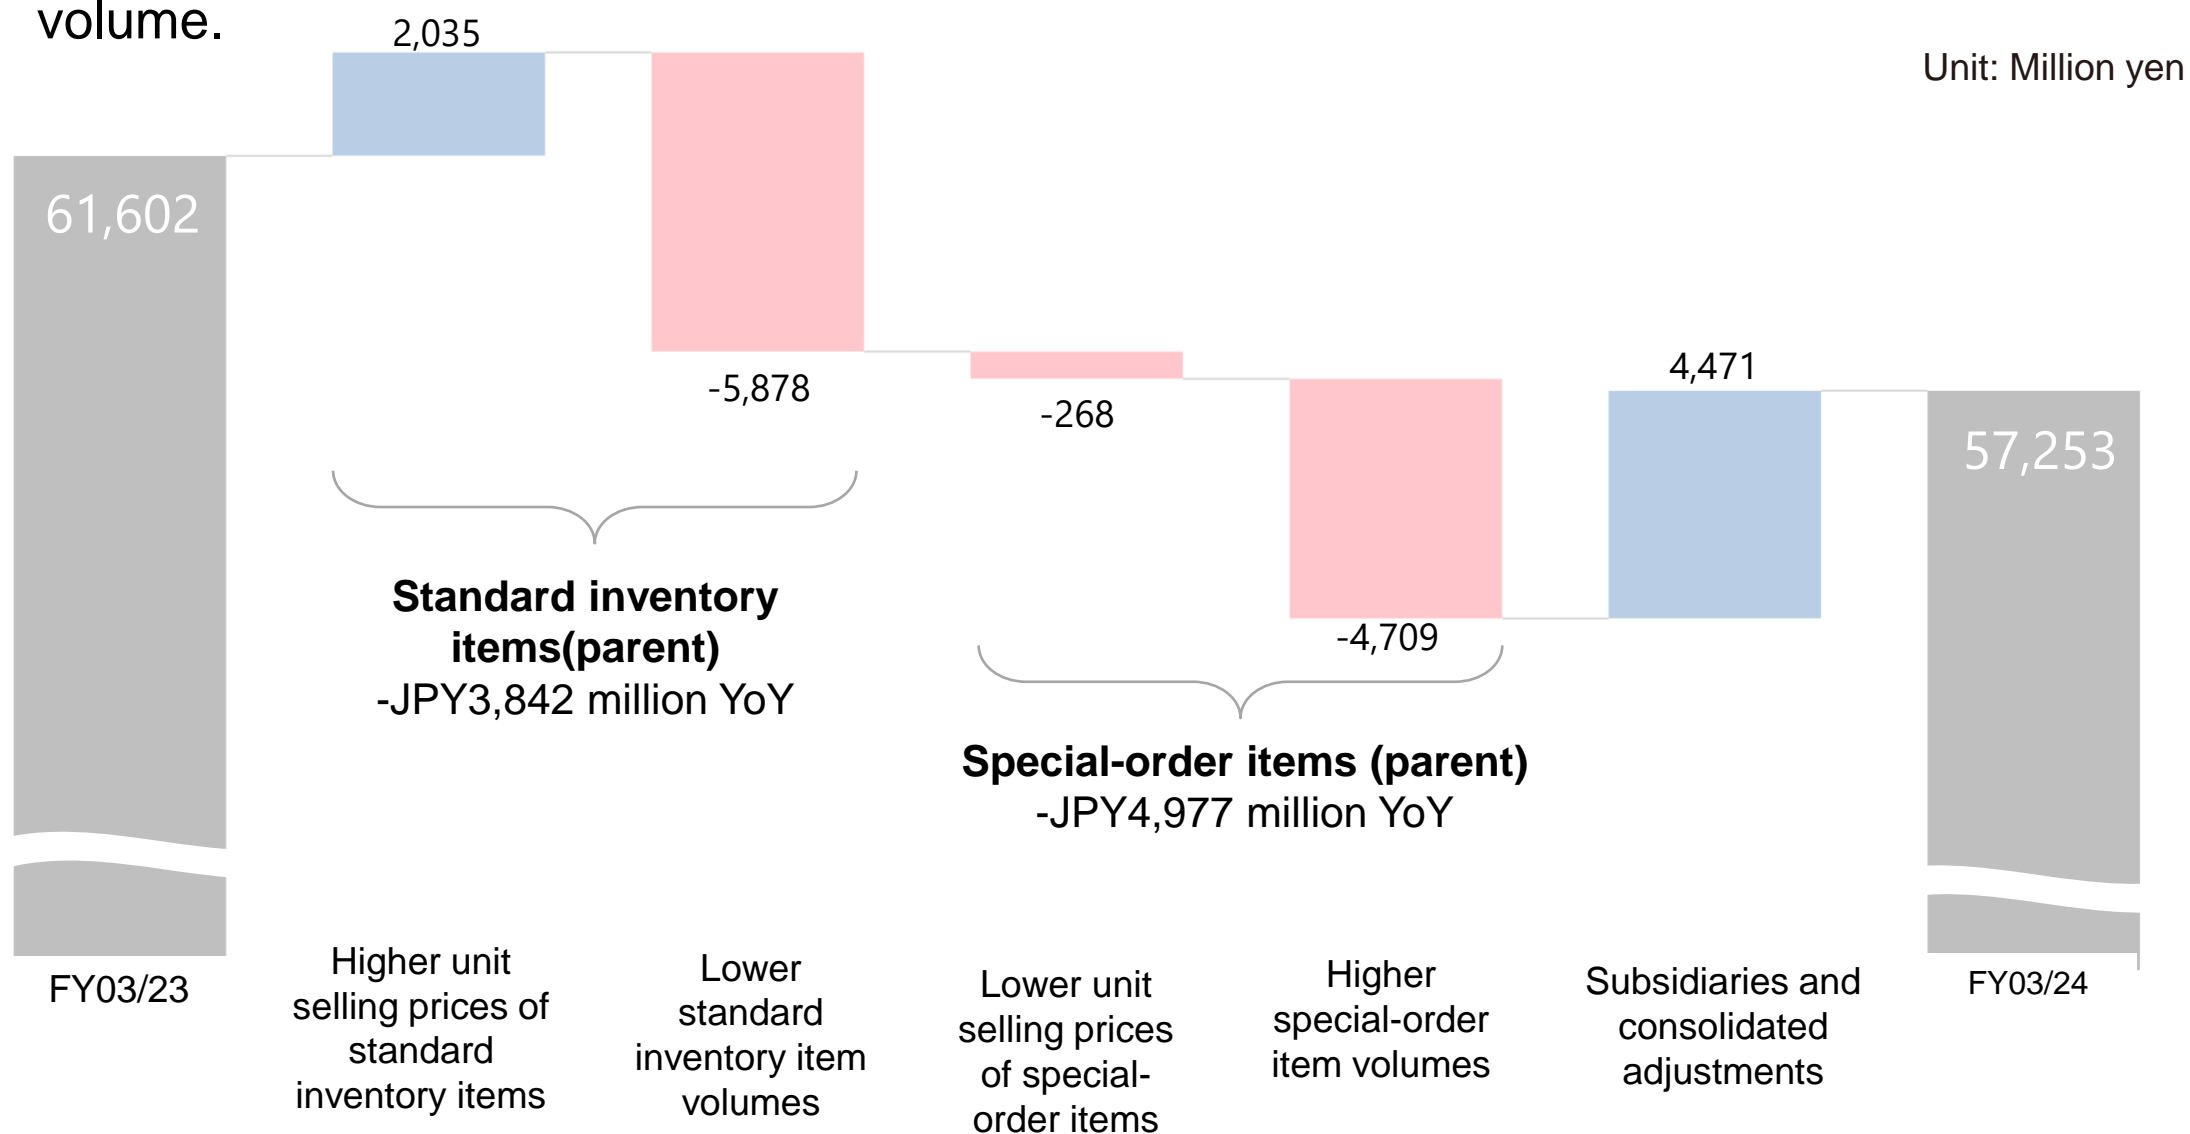 volume.
Unit: Million yen
2,035
-5,878
-268
-4,709
4,471
61,602
57,253
Standard inventory
items(parent)
-JPY3,842 million YoY
Special-order items (parent)
-JPY4,977 million YoY
FY03/23
Higher unit
selling prices of
standard
inventory items
Lower
standard
inventory item
volumes
Lower unit
selling prices
of special-
order items
Higher
special-order
item volumes
Subsidiaries and
consolidated
adjustments
FY03/24